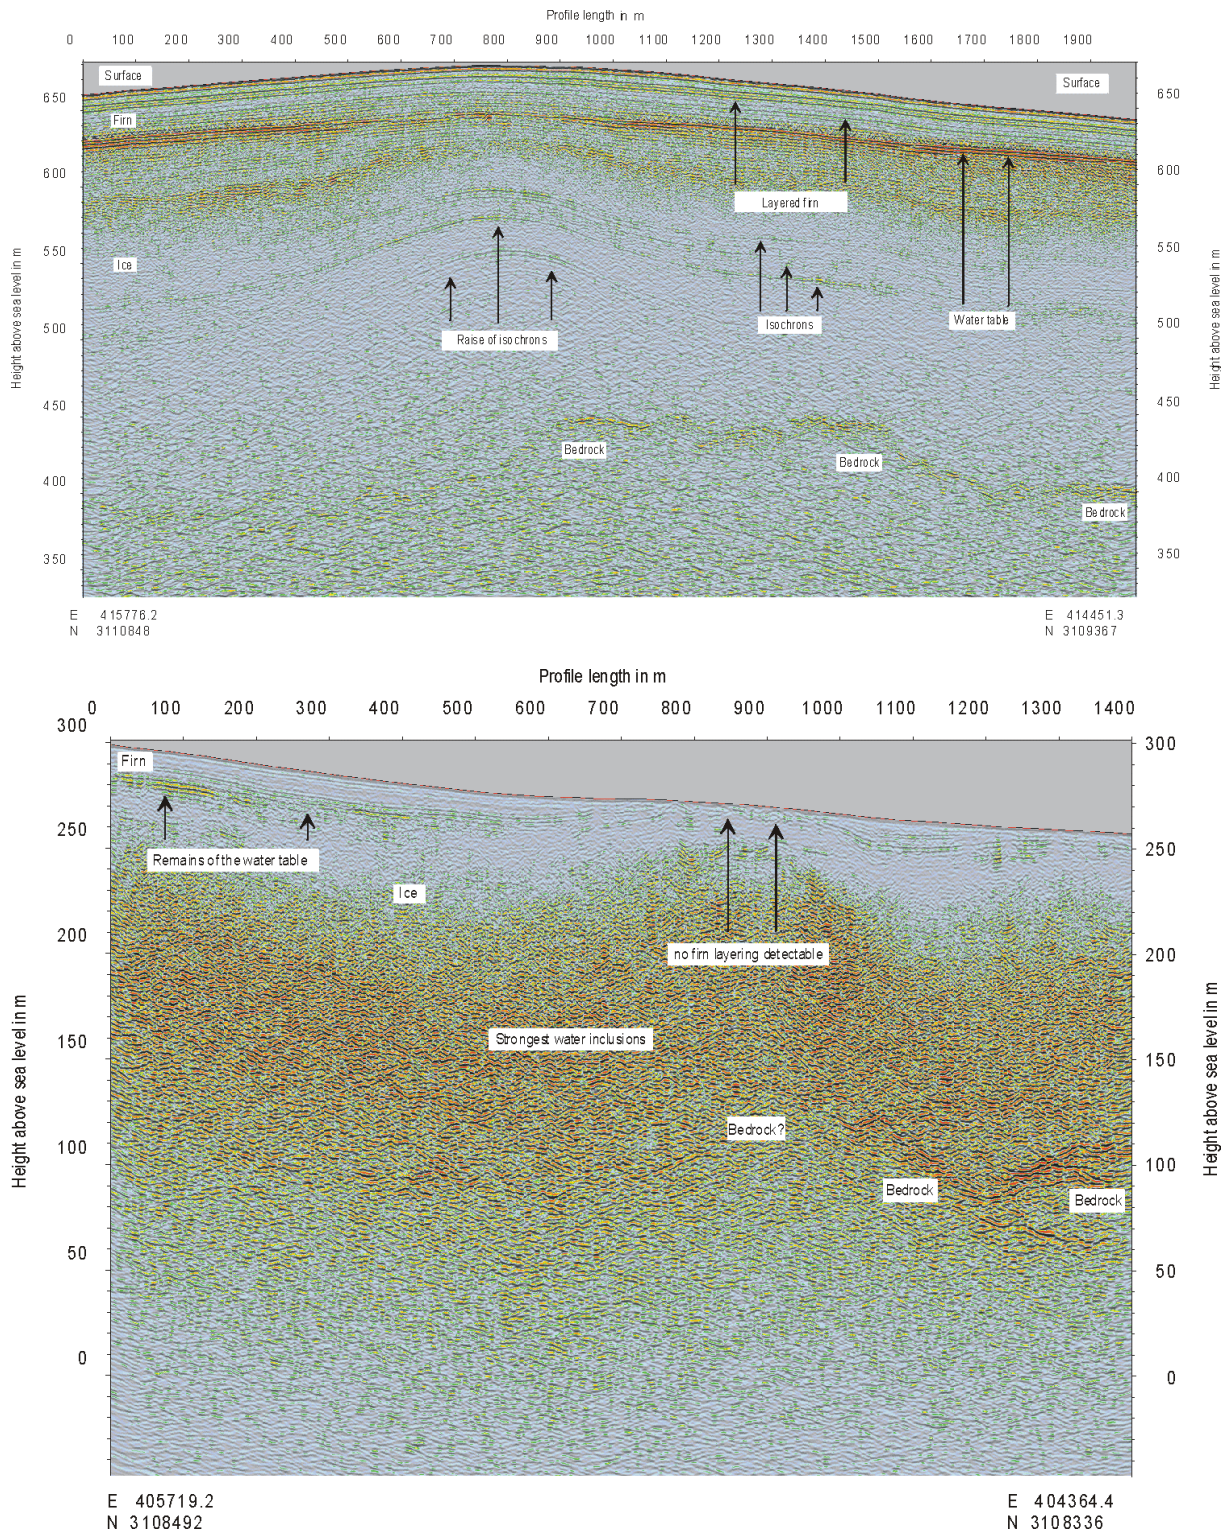 Profile length in m
0 100 200 300 400 500 600 700 800 900 1000 1100 1200 1300 1400 1500 1600 1700 1800 1900
Surface
Surface
650
650
Firn
600
600
Layered firn
550
550
Ice
Height above sea level in m
Height above sea level in m
500
500
Raise of isochrons
Isochrons
Water table
450
450
Bedrock
Bedrock
400
400
Bedrock
350
350
E 415776.2
N 3110848
E 414451.3
N 3109367
Profile length in m
0 100 200 300 400 500 600 700 800 900 1000 1100 1200 1300 1400
300
300
Firn
250
250
Remains of the water table
Ice
200
200
no firn layering detectable
Height above sea level in m
Height above sea level in m
150
150
Strongest water inclusions
Bedrock?
100
100
Bedrock
Bedrock
50
50
0
0
E 405719.2
N 3108492
E 404364.4
N 3108336